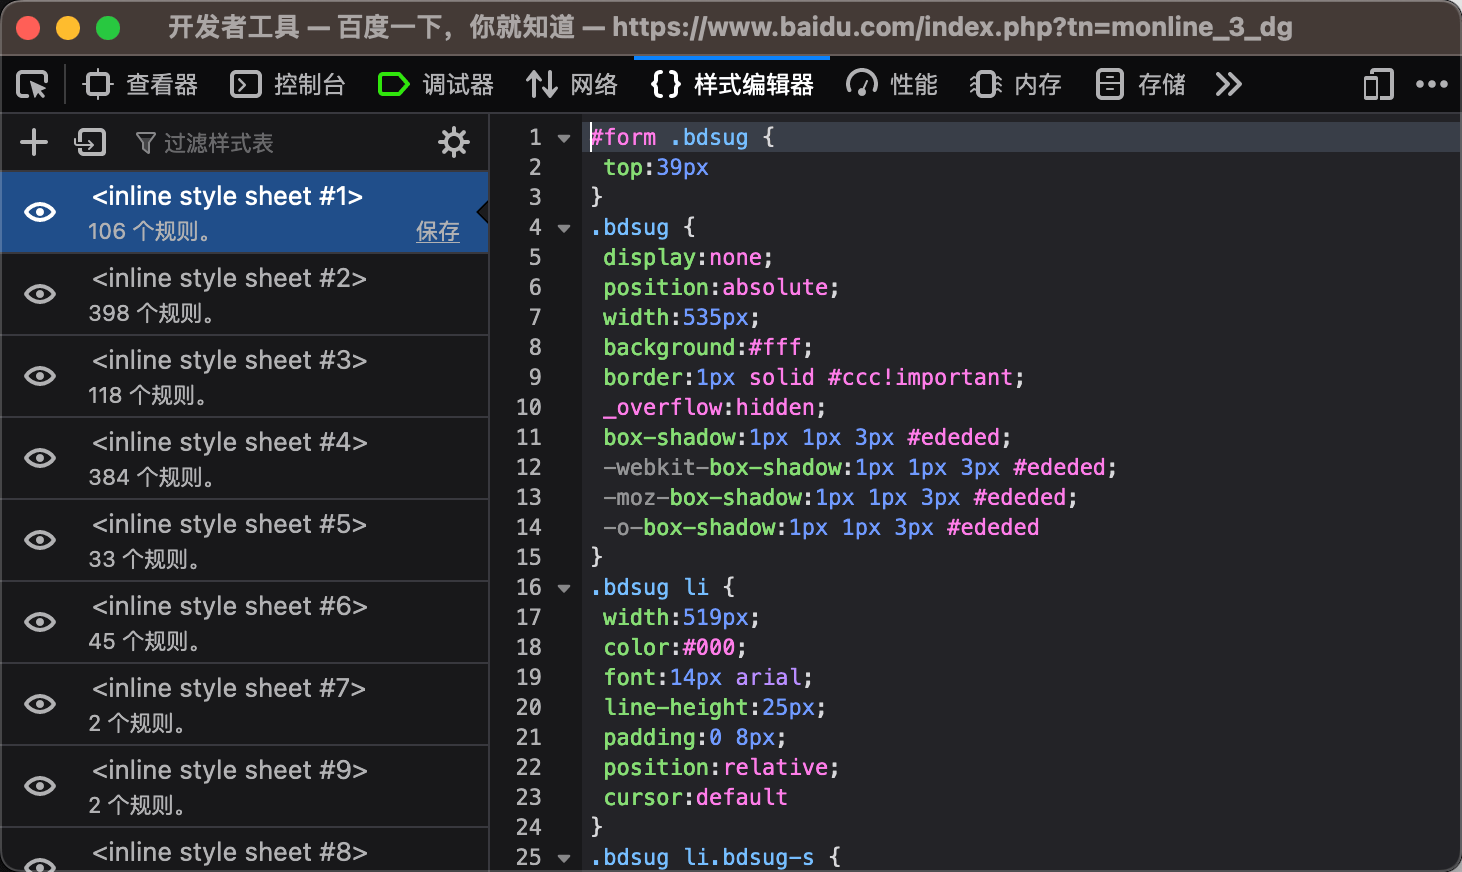 开发者工具 — 百度一下，你就知道 — https://www.baidu.com/index.php?tn=monline_3_dg
查看器 控制台 调试器 网络 {} 样式编辑器 性能 内存 存储
过滤样式表
<inline style sheet #1>
106 个规则。 保存
<inline style sheet #2>
398 个规则。
<inline style sheet #3>
118 个规则。
<inline style sheet #4>
384 个规则。
<inline style sheet #5>
33 个规则。
<inline style sheet #6>
45 个规则。
<inline style sheet #7>
2 个规则。
<inline style sheet #9>
2 个规则。
<inline style sheet #8>
1 #form .bdsug {
2 top:39px
3 }
4 .bdsug {
5 display:none;
6 position:absolute;
7 width:535px;
8 background:#fff;
9 border:1px solid #ccc!important;
10 _overflow:hidden;
11 box-shadow:1px 1px 3px #ededed;
12 -webkit-box-shadow:1px 1px 3px #ededed;
13 -moz-box-shadow:1px 1px 3px #ededed;
14 -o-box-shadow:1px 1px 3px #ededed
15 }
16 .bdsug li {
17 width:519px;
18 color:#000;
19 font:14px arial;
20 line-height:25px;
21 padding:0 8px;
22 position:relative;
23 cursor:default
24 }
25 .bdsug li.bdsug-s {